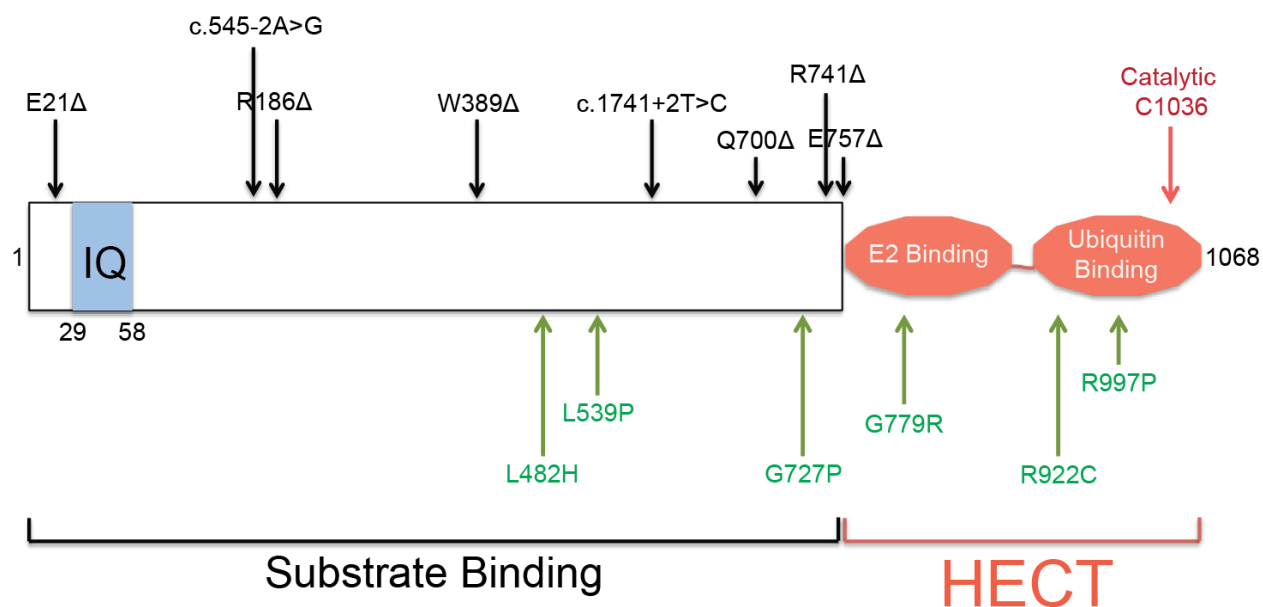 c.545-2A>G
E21Δ
R186Δ
W389Δ
c.1741+2T>C
R741Δ
Q700Δ
E757Δ
Catalytic
C1036
1
IQ
E2 Binding
Ubiquitin
Binding
1068
29
58
L482H
L539P
G727P
G779R
R922C
R997P
Substrate Binding
HECT